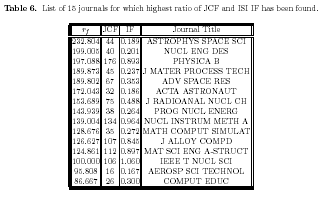 Table 6. List of 15 journals for which highest ratio of JCF and ISI IF has been found.
r_f JCF IF Journal Title
232.804 44 0.189 ASTROPHYS SPACE SCI
199.005 40 0.201 NUCL ENG DES
197.088 176 0.893 PHYSICA B
189.873 45 0.237 J MATER PROCESS TECH
189.802 67 0.353 ADV SPACE RES
172.043 32 0.186 ACTA ASTRONAUT
153.689 75 0.488 J RADIOANAL NUCL CH
143.939 38 0.264 PROG NUCL ENERG
139.004 134 0.964 NUCL INSTRUM METH A
128.676 35 0.272 MATH COMPUT SIMULAT
126.627 107 0.845 J ALLOY COMPD
124.861 112 0.897 MAT SCI ENG A-STRUCT
100.000 106 1.060 IEEE T NUCL SCI
95.808 16 0.167 AEROSP SCI TECHNOL
86.667 26 0.300 COMPUT EDUC